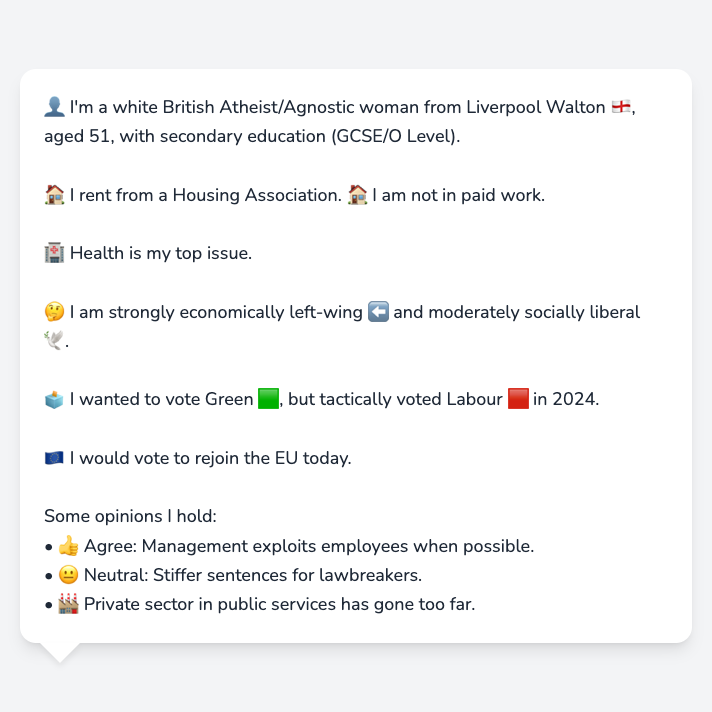 👤 I'm a white British Atheist/Agnostic woman from Liverpool Walton 🏴󠁧󠁢󠁥󠁮󠁧󠁿,
aged 51, with secondary education (GCSE/O Level).
🏠 I rent from a Housing Association. 🏠 I am not in paid work.
🏥 Health is my top issue.
🤔 I am strongly economically left-wing ⬅️ and moderately socially liberal
🕊️.
🗳️ I wanted to vote Green 🟩, but tactically voted Labour 🟥 in 2024.
🇪🇺 I would vote to rejoin the EU today.
Some opinions I hold:
• 👍 Agree: Management exploits employees when possible.
• 😐 Neutral: Stiffer sentences for lawbreakers.
• 🏭 Private sector in public services has gone too far.